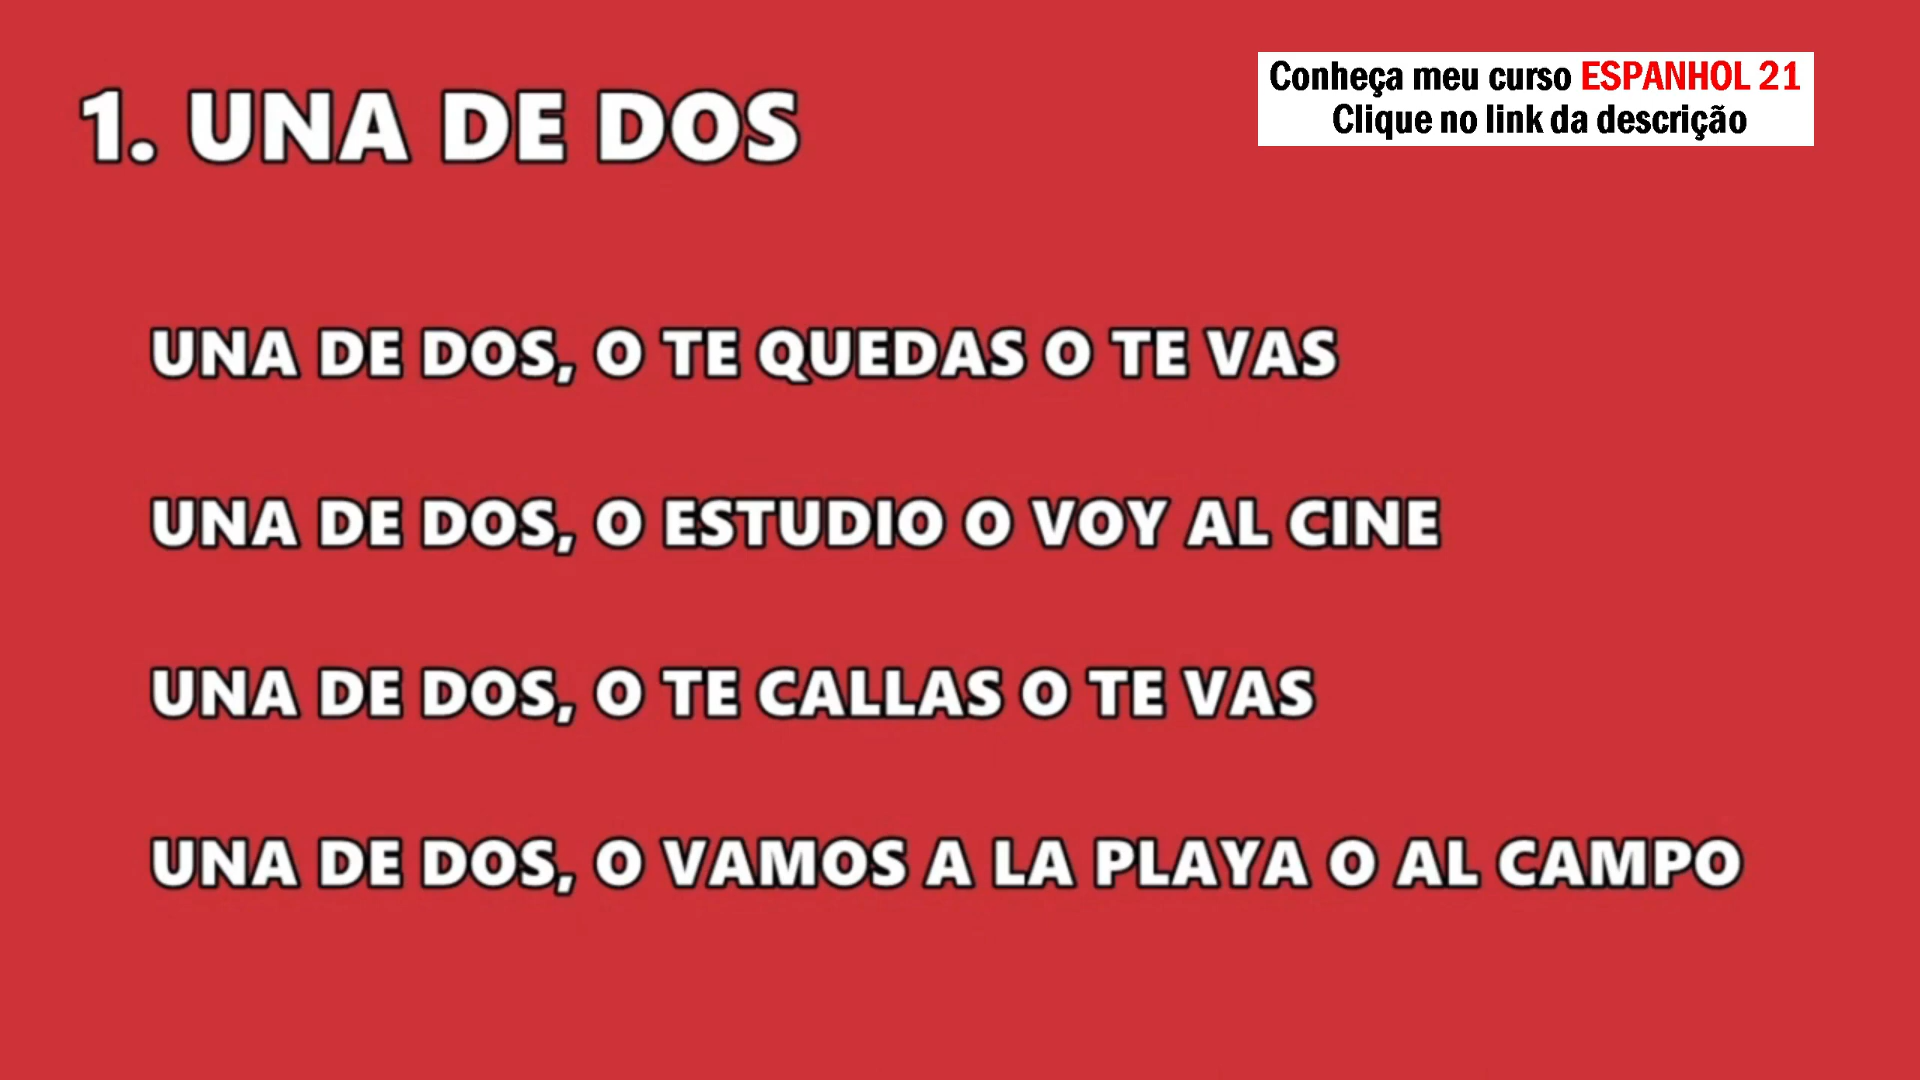 1. UNA DE DOS
Conheça meu curso ESPANHOL 21
Clique no link da descrição
UNA DE DOS, O TE QUEDAS O TE VAS
UNA DE DOS, O ESTUDIO O VOY AL CINE
UNA DE DOS, O TE CALLAS O TE VAS
UNA DE DOS, O VAMOS A LA PLAYA O AL CAMPO